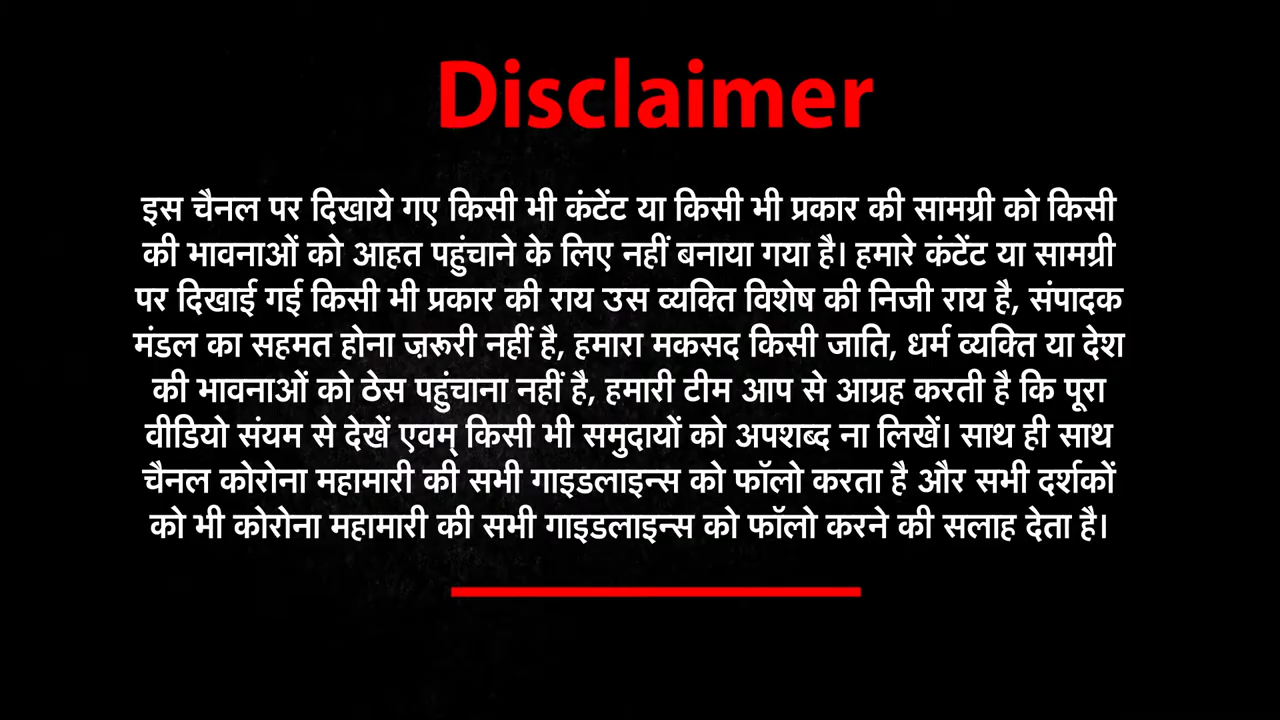 Disclaimer
इस चैनल पर दिखाये गए किसी भी कंटेंट या किसी भी प्रकार की सामग्री को किसी
की भावनाओं को आहत पहुंचाने के लिए नहीं बनाया गया है। हमारे कंटेंट या सामग्री
पर दिखाई गई किसी भी प्रकार की राय उस व्यक्ति विशेष की निजी राय है, संपादक
मंडल का सहमत होना ज़रूरी नहीं है, हमारा मकसद किसी जाति, धर्म व्यक्ति या देश
की भावनाओं को ठेस पहुंचाना नहीं है, हमारी टीम आप से आग्रह करती है कि पूरा
वीडियो संयम से देखें एवम् किसी भी समुदायों को अपशब्द ना लिखें। साथ ही साथ
चैनल कोरोना महामारी की सभी गाइडलाइन्स को फॉलो करता है और सभी दर्शकों
को भी कोरोना महामारी की सभी गाइडलाइन्स को फॉलो करने की सलाह देता है।